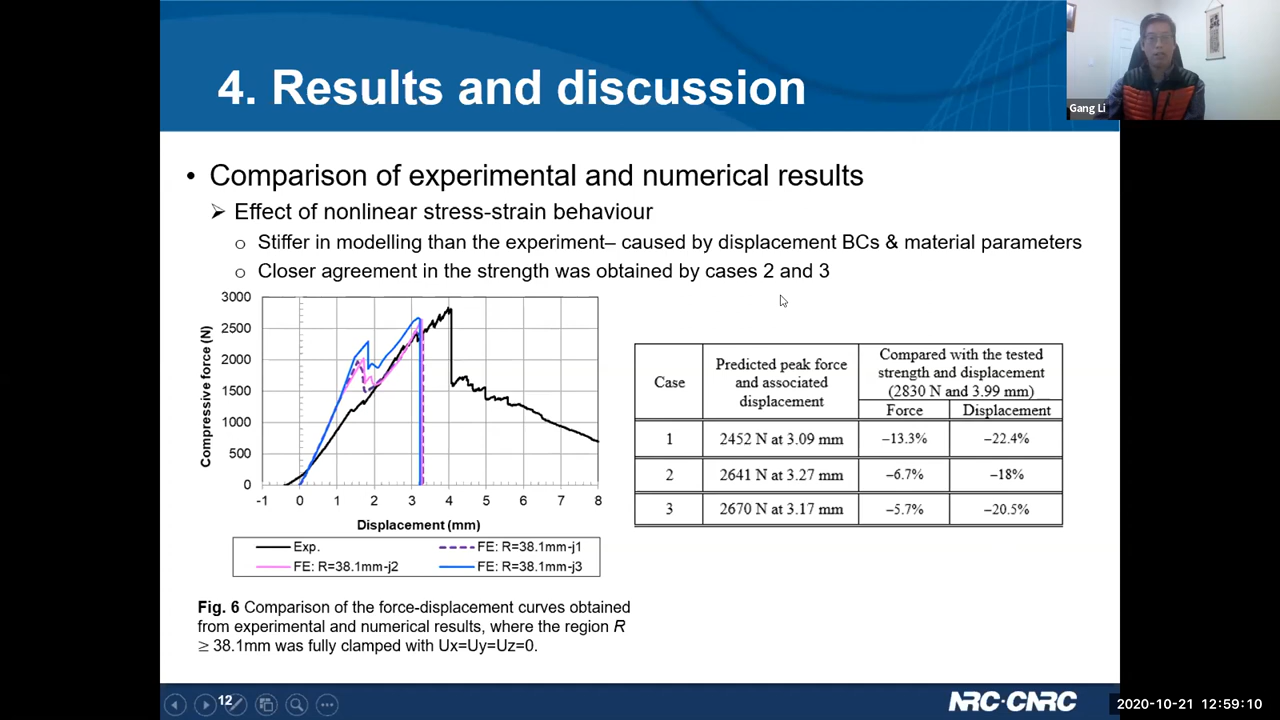 4. Results and discussion
Gang Li
• Comparison of experimental and numerical results
➢ Effect of nonlinear stress-strain behaviour
o Stiffer in modelling than the experiment– caused by displacement BCs & material parameters
o Closer agreement in the strength was obtained by cases 2 and 3
Compressive force (N)
3000
2500
2000
1500
1000
500
0
-1 0 1 2 3 4 5 6 7 8
Displacement (mm)
Exp. FE: R=38.1mm-j1
FE: R=38.1mm-j2 FE: R=38.1mm-j3
Fig. 6 Comparison of the force-displacement curves obtained
from experimental and numerical results, where the region R
≥ 38.1mm was fully clamped with Ux=Uy=Uz=0.
Case
Predicted peak force
and associated
displacement
Compared with the tested
strength and displacement
(2830 N and 3.99 mm)
Force Displacement
1 2452 N at 3.09 mm –13.3% –22.4%
2 2641 N at 3.27 mm –6.7% –18%
3 2670 N at 3.17 mm –5.7% –20.5%
12
NRC·CNRC
2020-10-21 12:59:10